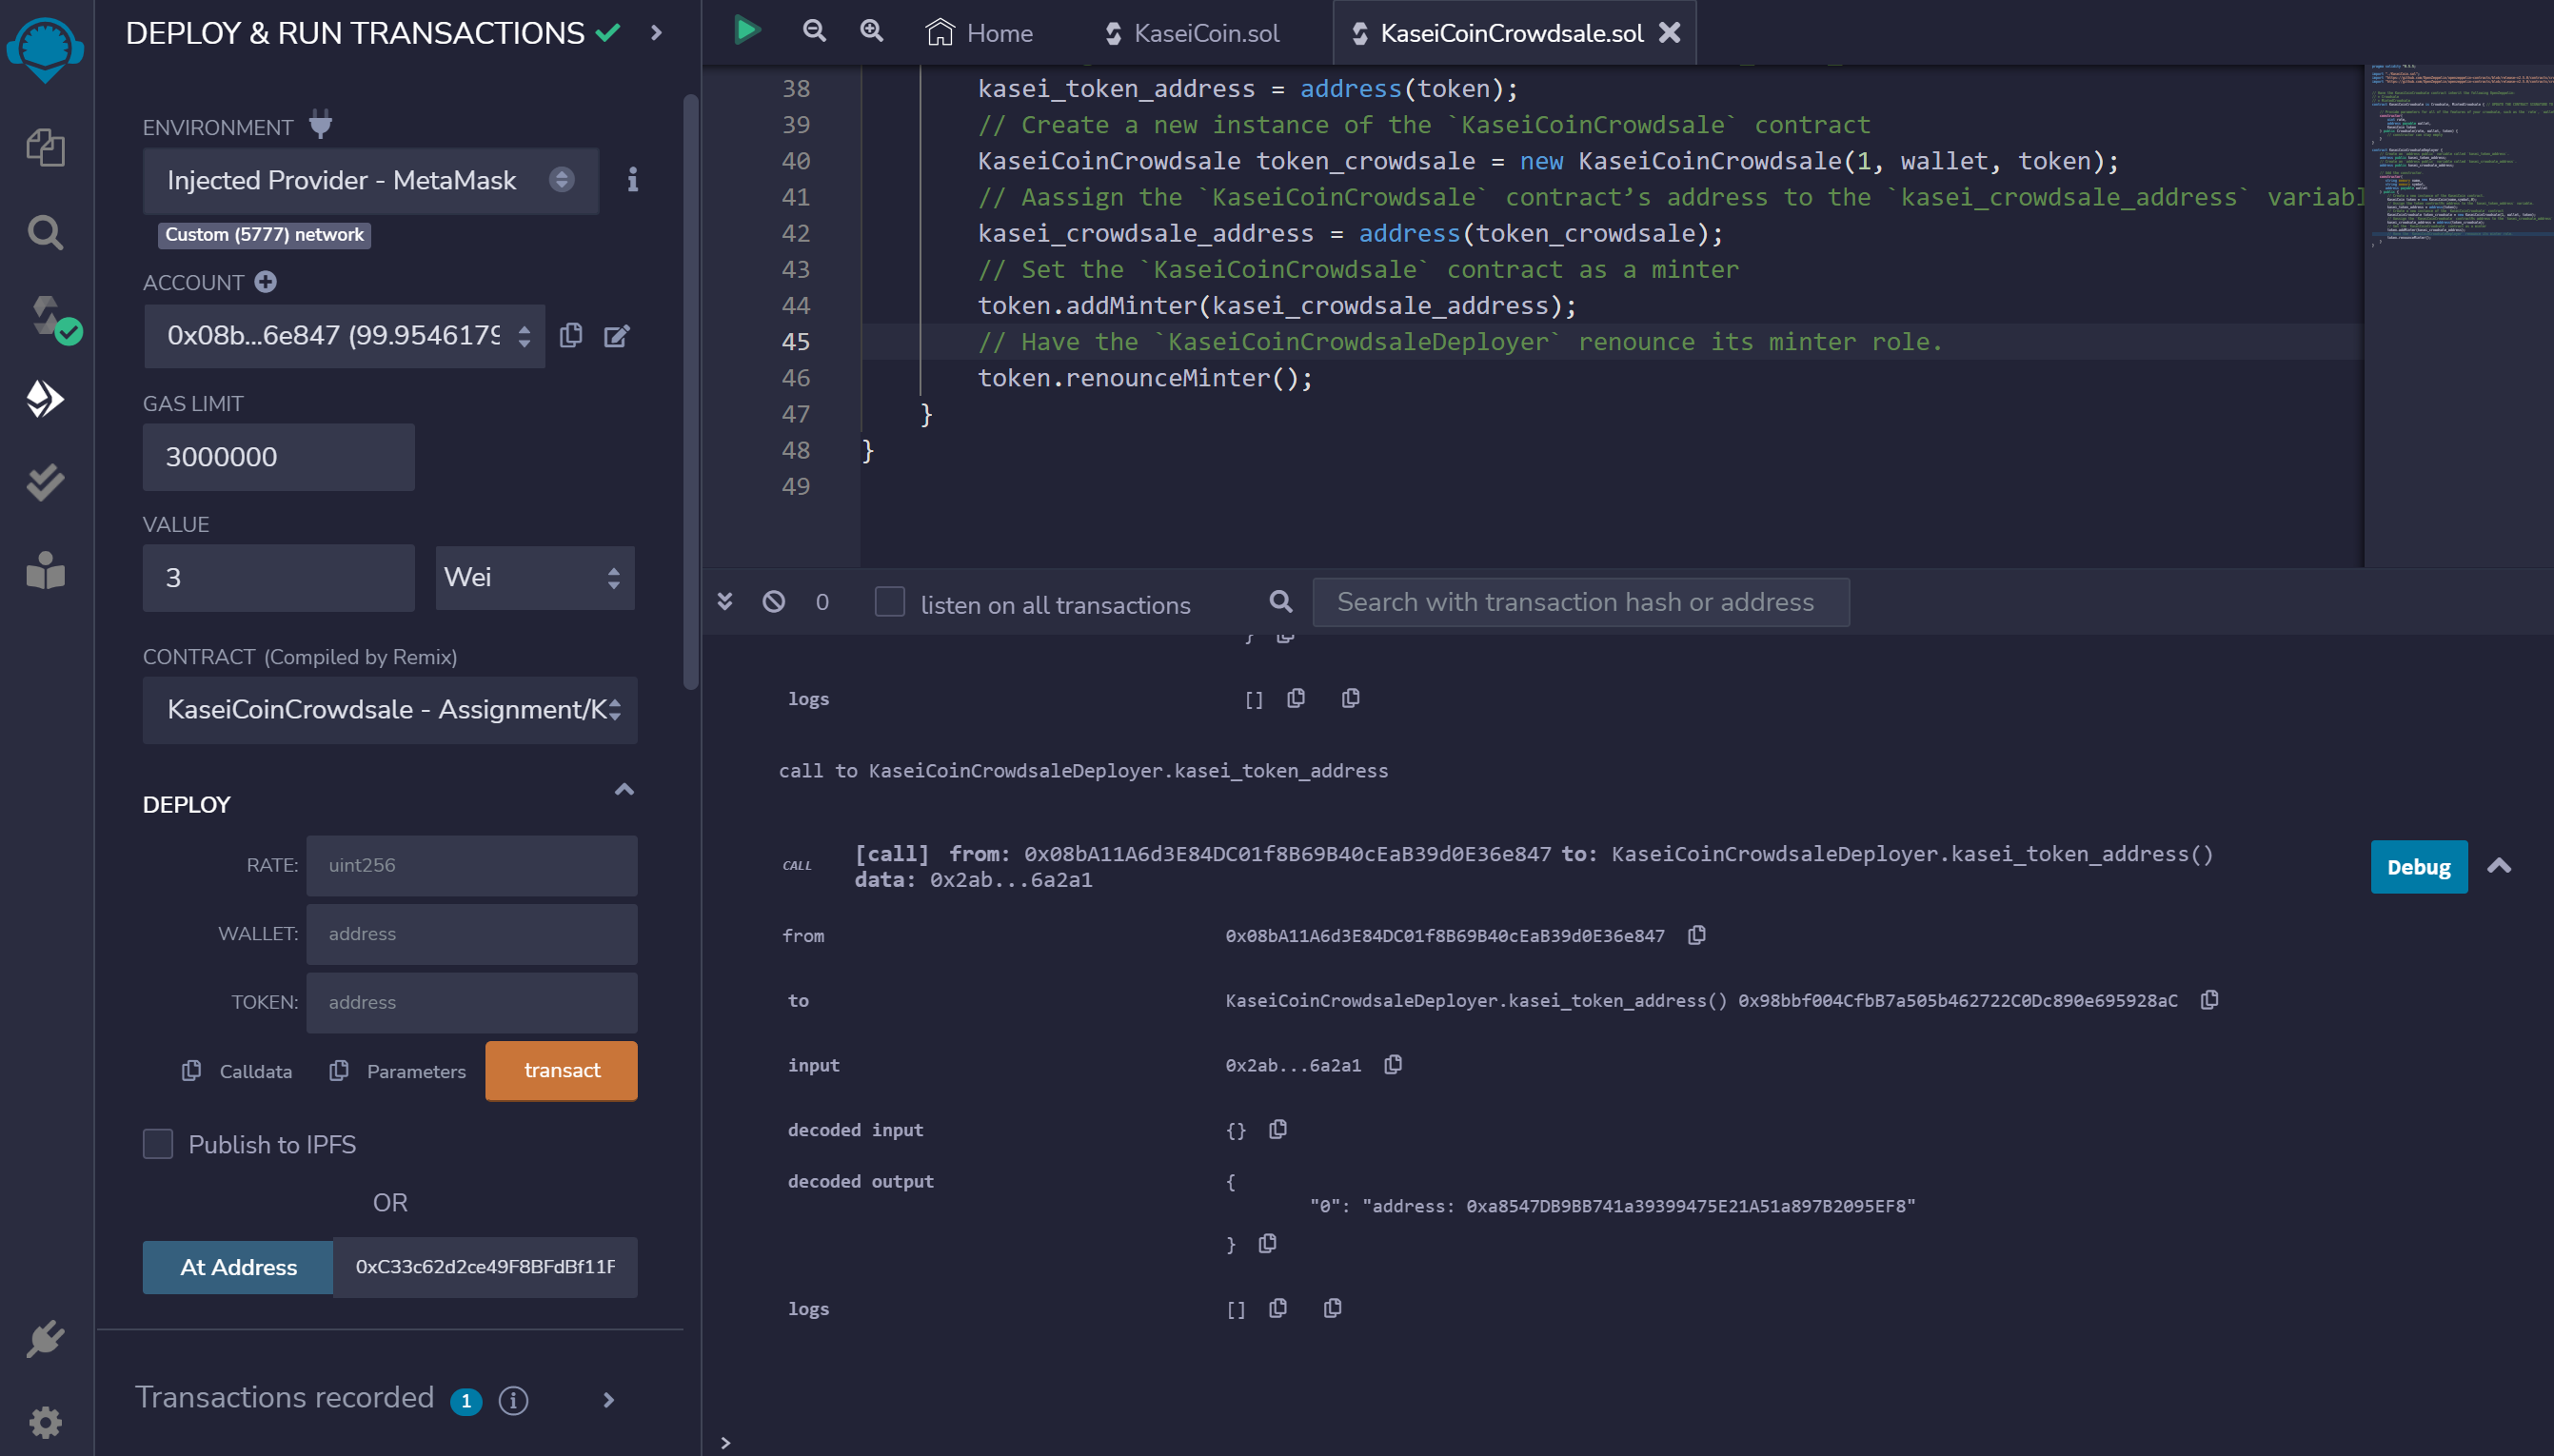 DEPLOY & RUN TRANSACTIONS
ENVIRONMENT
Injected Provider - MetaMask
Custom (5777) network
ACCOUNT
0x08b...6e847 (99.9546179
GAS LIMIT
3000000
VALUE
3
Wei
CONTRACT (Compiled by Remix)
KaseiCoinCrowdsale - Assignment/K
DEPLOY
RATE: uint256
WALLET: address
TOKEN: address
Calldata Parameters transact
Publish to IPFS
OR
At Address 0xC33c62d2ce49F8BFdBf11F
Transactions recorded 1
Home KaseiCoin.sol KaseiCoinCrowdsale.sol
38 kasei_token_address = address(token);
39 // Create a new instance of the `KaseiCoinCrowdsale` contract
40 KaseiCoinCrowdsale token_crowdsale = new KaseiCoinCrowdsale(1, wallet, token);
41 // Aassign the `KaseiCoinCrowdsale` contract’s address to the `kasei_crowdsale_address` variabl
42 kasei_crowdsale_address = address(token_crowdsale);
43 // Set the `KaseiCoinCrowdsale` contract as a minter
44 token.addMinter(kasei_crowdsale_address);
45 // Have the `KaseiCoinCrowdsaleDeployer` renounce its minter role.
46 token.renounceMinter();
47 }
48 }
49
0 listen on all transactions Search with transaction hash or address
}
logs []
call to KaseiCoinCrowdsaleDeployer.kasei_token_address
CALL [call] from: 0x08bA11A6d3E84DC01f8B69B40cEaB39d0E36e847 to: KaseiCoinCrowdsaleDeployer.kasei_token_address()
data: 0x2ab...6a2a1
Debug
from 0x08bA11A6d3E84DC01f8B69B40cEaB39d0E36e847
to KaseiCoinCrowdsaleDeployer.kasei_token_address() 0x98bbf004CfbB7a505b462722C0Dc890e695928aC
input 0x2ab...6a2a1
decoded input {}
decoded output {
"0": "address: 0xa8547DB9BB741a39399475E21A51a897B2095EF8"
}
logs []
>